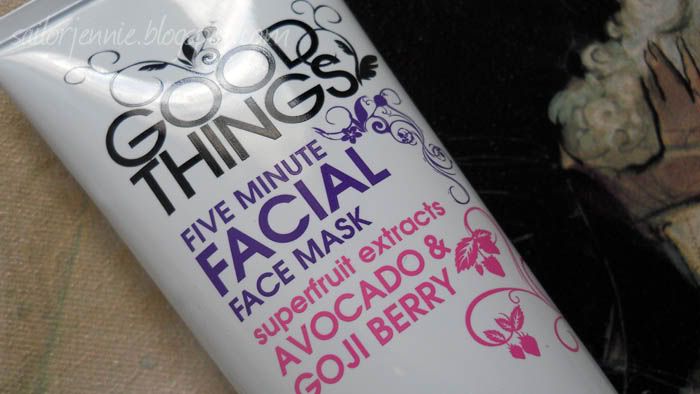 sailorjennie.blogspot.com
GOOD
THINGS
FIVE MINUTE
FACIAL
FACE MASK
superfruit extracts
AVOCADO &
GOJI BERRY